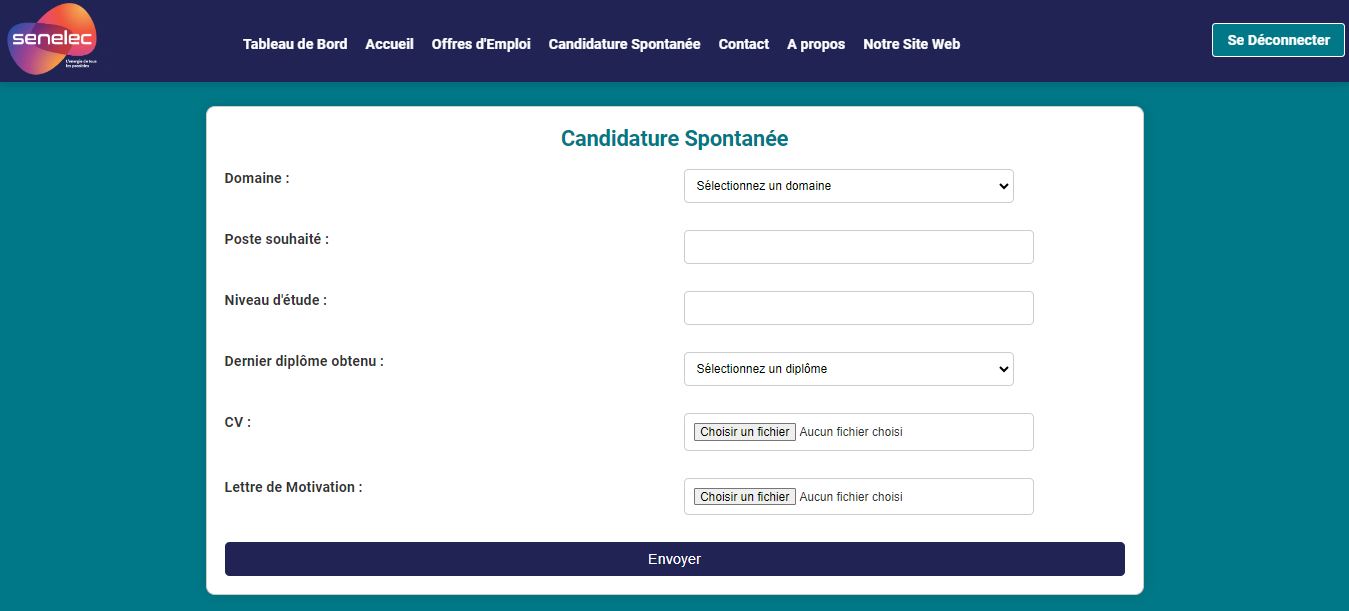 senelec
L'énergie de tous
les possibles
Tableau de Bord Accueil Offres d'Emploi Candidature Spontanée Contact A propos Notre Site Web
Se Déconnecter
Candidature Spontanée
Domaine :
Sélectionnez un domaine
Poste souhaité :
Niveau d'étude :
Dernier diplôme obtenu :
Sélectionnez un diplôme
CV :
Choisir un fichier Aucun fichier choisi
Lettre de Motivation :
Choisir un fichier Aucun fichier choisi
Envoyer